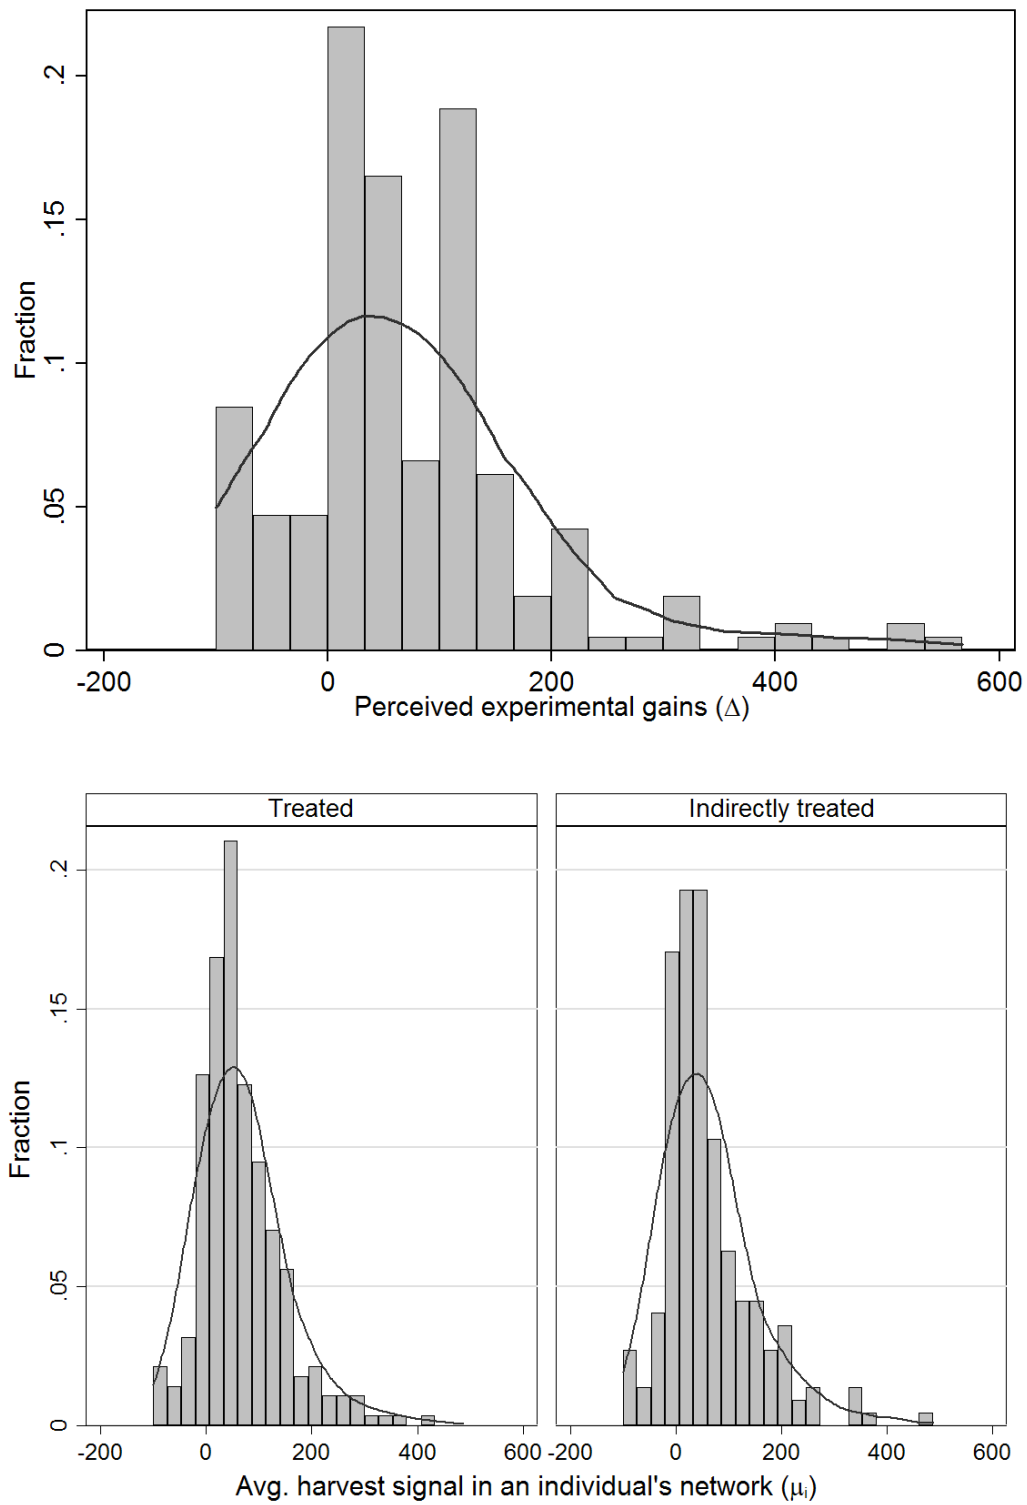 .2
.15
.1
.05
0
Fraction
-200 0 200 400 600
Perceived experimental gains (Δ)
Treated
Indirectly treated
.2
.15
.1
.05
0
Fraction
-200 0 200 400 600
-200 0 200 400 600
Avg. harvest signal in an individual's network (μᵢ)